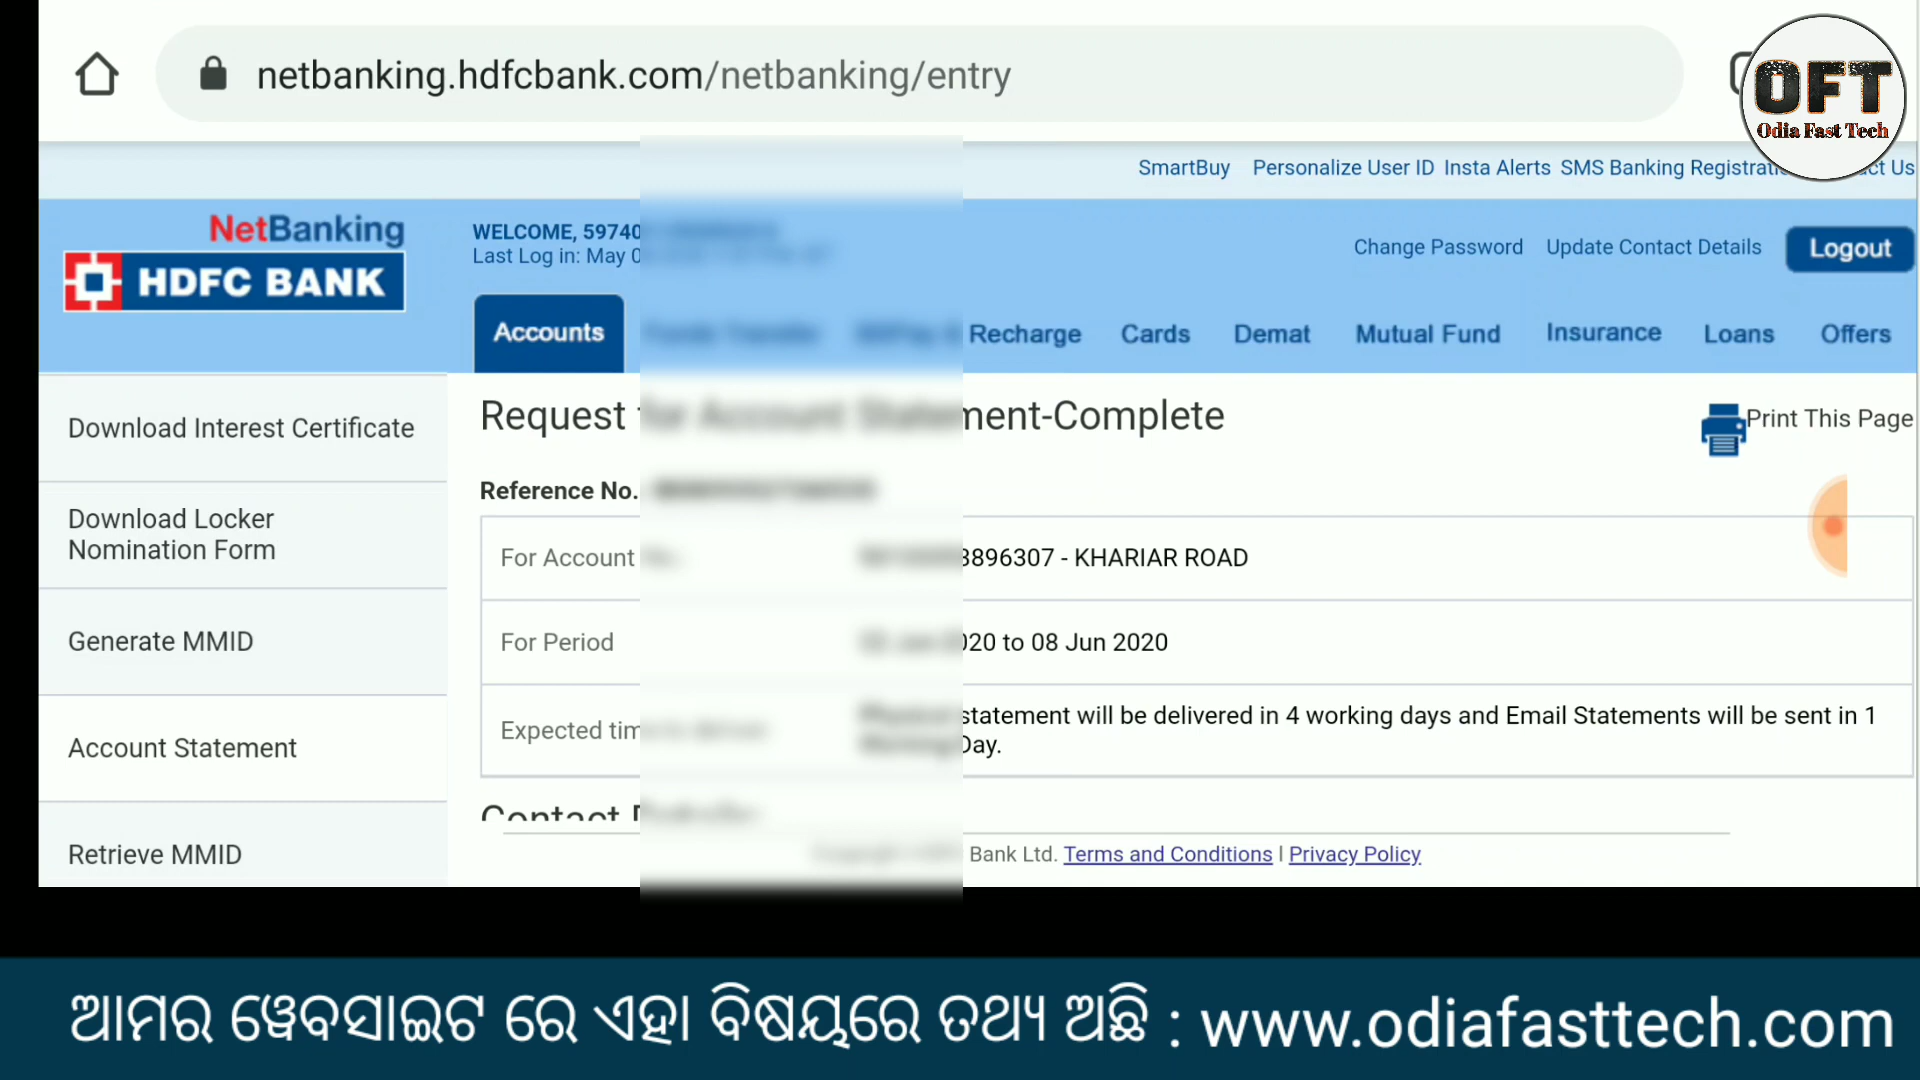 netbanking.hdfcbank.com/netbanking/entry
OFT
Odia Fast Tech
SmartBuy Personalize User ID Insta Alerts SMS Banking Us
NetBanking
HDFC BANK
WELCOME,
Last Log in: May
Change Password Update Contact Details Logout
Accounts Recharge Cards Demat Mutual Fund Insurance Loans Offers
Download Interest Certificate
Download Locker
Nomination Form
Generate MMID
Account Statement
Retrieve MMID
Request ment-Complete
Print This Page
Reference No.
For Account 3896307 - KHARIAR ROAD
For Period 020 to 08 Jun 2020
Expected statement will be delivered in 4 working days and Email Statements will be sent in 1
Day.
Contact
Bank Ltd. Terms and Conditions | Privacy Policy
ଆମର ୱେବସାଇଟ ରେ ଏହା ବିଷୟରେ ତଥ୍ୟ ଅଛି : www.odiafasttech.com